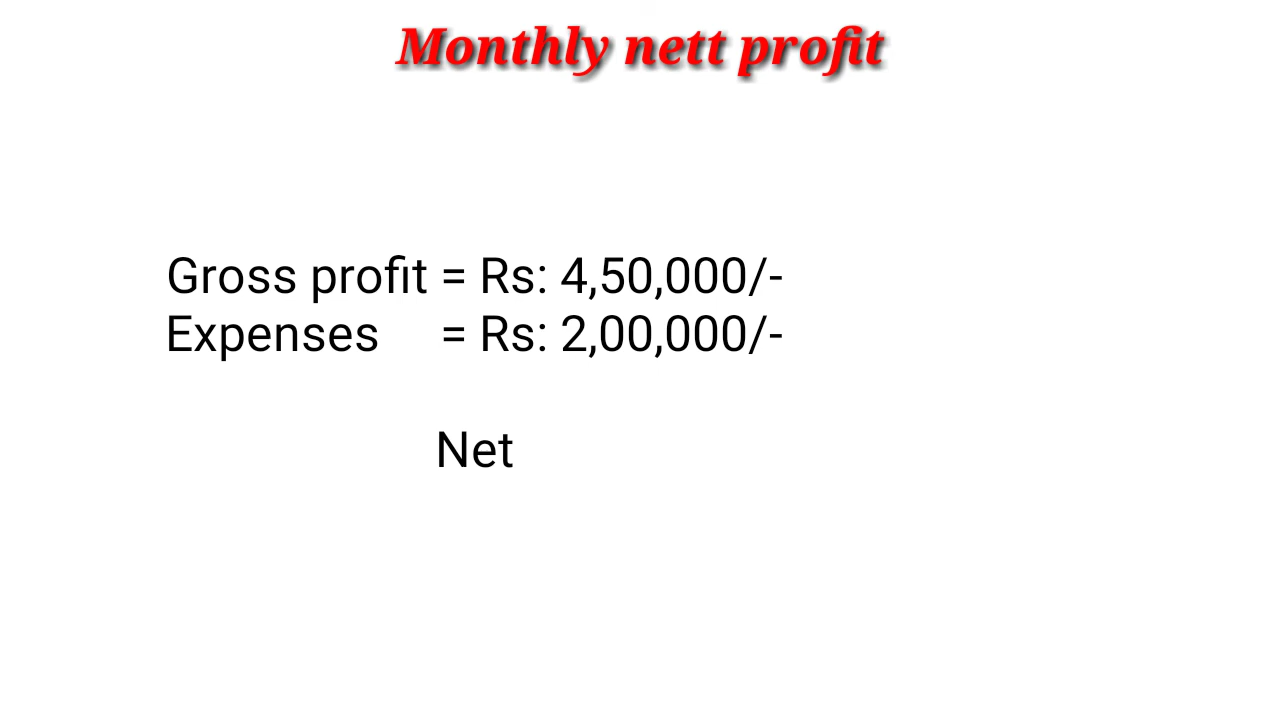 Monthly nett profit
Gross profit = Rs: 4,50,000/-
Expenses = Rs: 2,00,000/-
Net